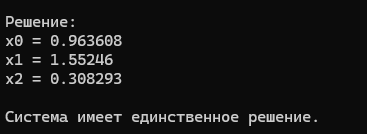 Решение:
x0 = 0.963608
x1 = 1.55246
x2 = 0.308293
Система имеет единственное решение.